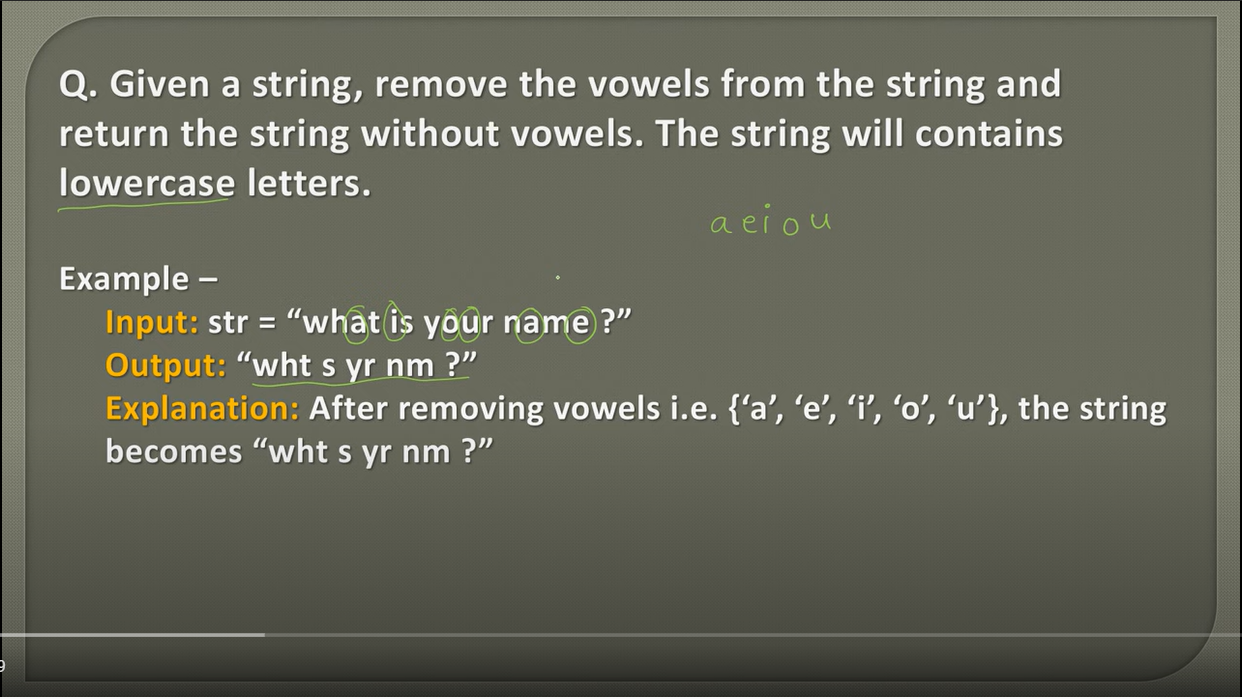 Q. Given a string, remove the vowels from the string and
return the string without vowels. The string will contains
lowercase letters.
a e i o u
Example –
Input: str = “what is your name ?”
Output: “wht s yr nm ?”
Explanation: After removing vowels i.e. {‘a’, ‘e’, ‘i’, ‘o’, ‘u’}, the string
becomes “wht s yr nm ?”
9